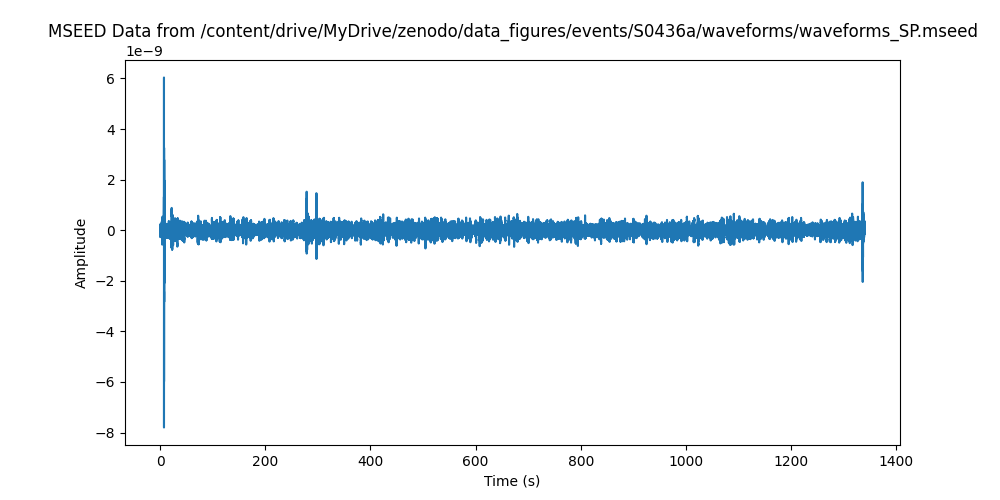 MSEED Data from /content/drive/MyDrive/zenodo/data_figures/events/S0436a/waveforms/waveforms_SP.mseed
1e−9
6
4
2
0
−2
−4
−6
−8
Amplitude
0 200 400 600 800 1000 1200 1400
Time (s)